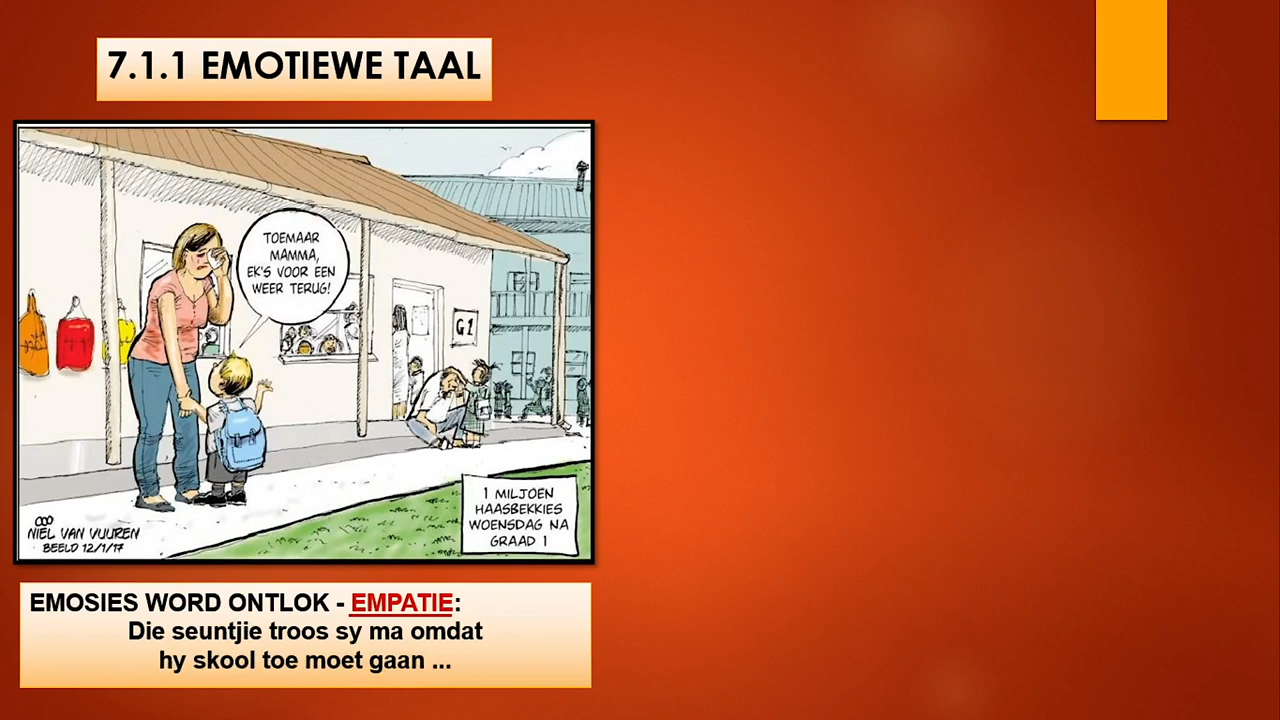 7.1.1 EMOTIEWE TAAL
TOEMAAR
MAMMA,
EK'S VOOR EEN
WEER TERUG!
G1
1 MILJOEN
HAASBEKKIES
WOENSDAG NA
GRAAD 1
NIEL VAN VUUREN
BEELD 12/1/17
EMOSIES WORD ONTLOK - EMPATIE:
Die seuntjie troos sy ma omdat
hy skool toe moet gaan ...